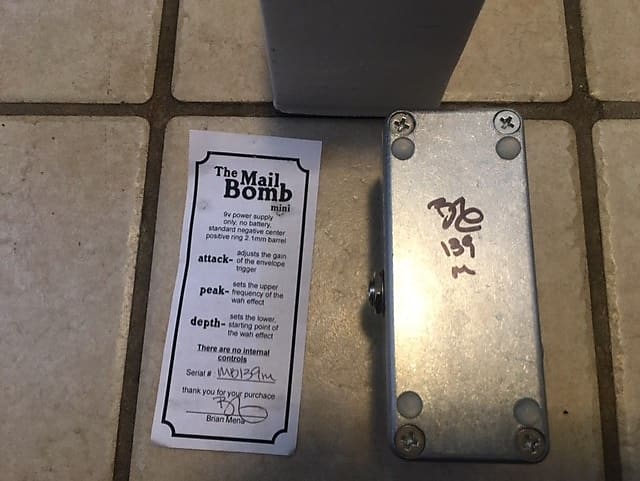 The Mail
Bomb
mini
9v power supply
only, no battery,
standard negative center
positive ring 2.1mm barrel
attack- adjusts the gain
of the envelope
trigger
peak- sets the upper
frequency of the
wah effect
depth- sets the lower,
starting point of
the wah effect
There are no internal
controls
Serial # MB139m
thank you for your purchace
Brian Mena
139
m